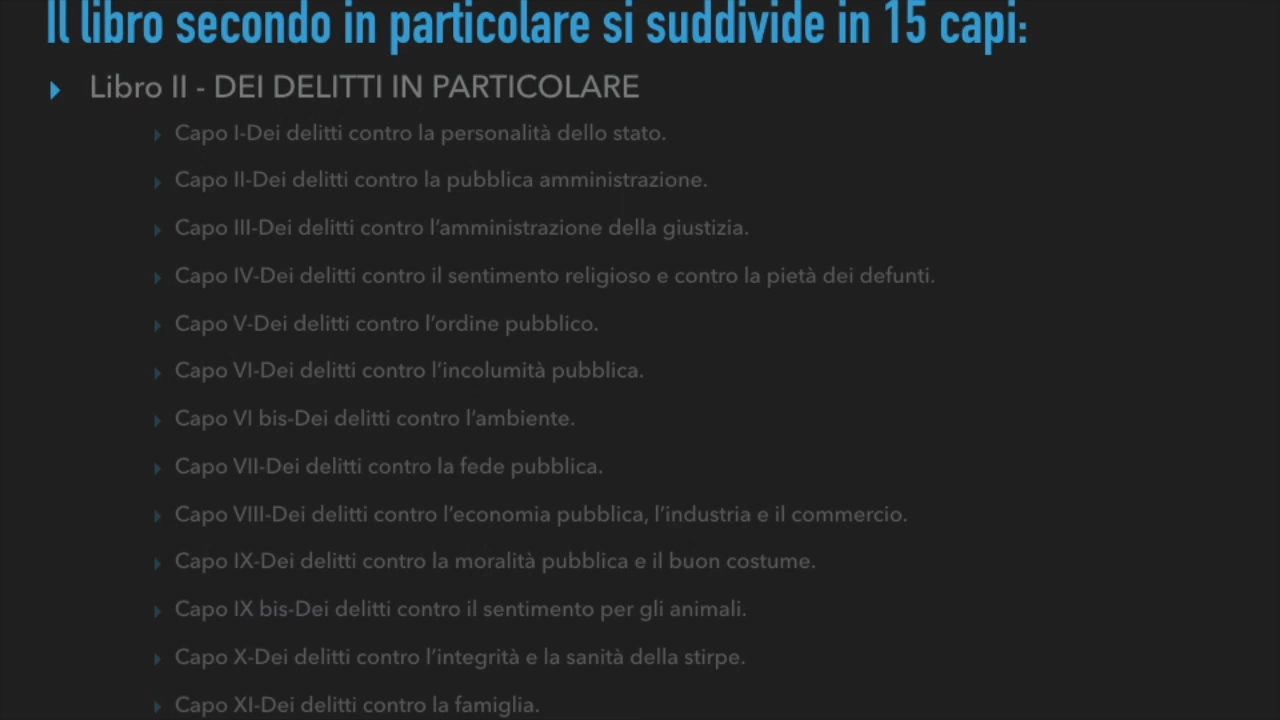 Il libro secondo in particolare si suddivide in 15 capi:
Libro II - DEI DELITTI IN PARTICOLARE
Capo I-Dei delitti contro la personalità dello stato.
Capo II-Dei delitti contro la pubblica amministrazione.
Capo III-Dei delitti contro l’amministrazione della giustizia.
Capo IV-Dei delitti contro il sentimento religioso e contro la pietà dei defunti.
Capo V-Dei delitti contro l’ordine pubblico.
Capo VI-Dei delitti contro l’incolumità pubblica.
Capo VI bis-Dei delitti contro l’ambiente.
Capo VII-Dei delitti contro la fede pubblica.
Capo VIII-Dei delitti contro l’economia pubblica, l’industria e il commercio.
Capo IX-Dei delitti contro la moralità pubblica e il buon costume.
Capo IX bis-Dei delitti contro il sentimento per gli animali.
Capo X-Dei delitti contro l’integrità e la sanità della stirpe.
Capo XI-Dei delitti contro la famiglia.